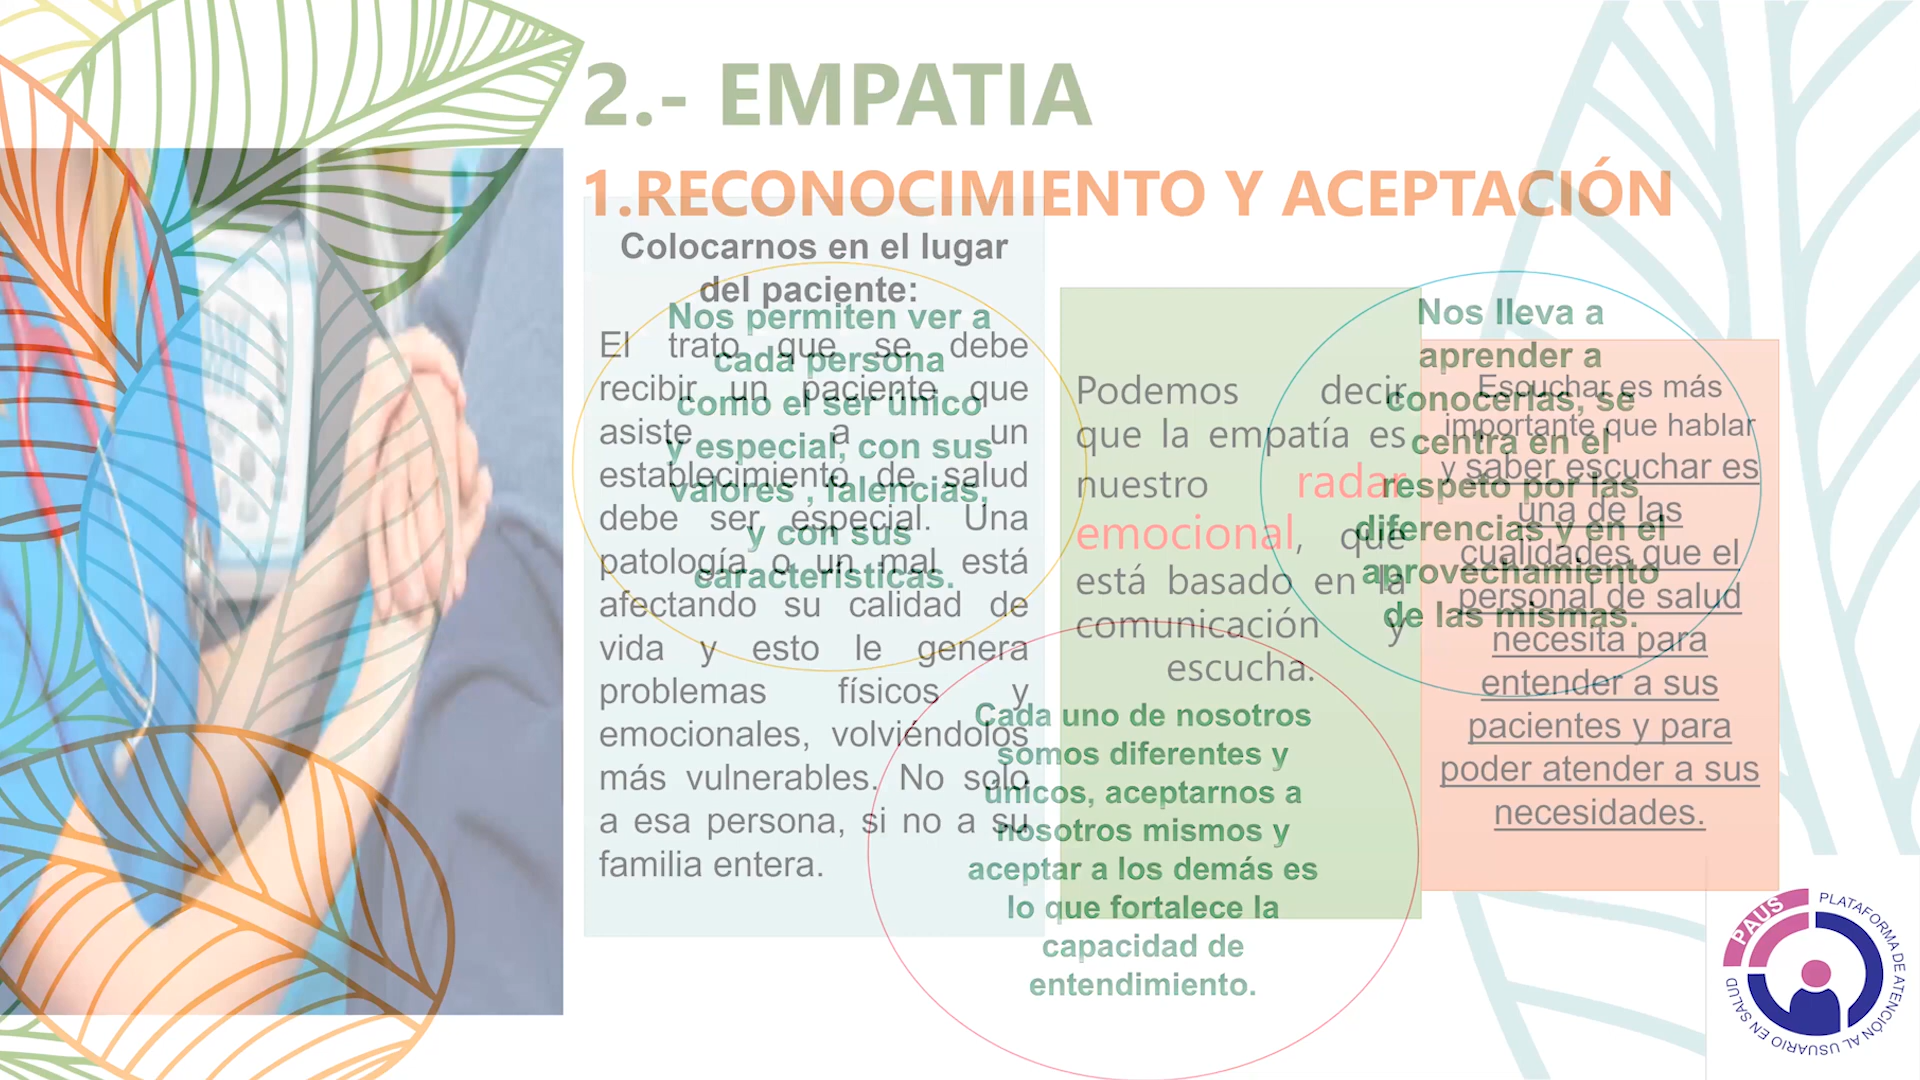 2.- EMPATIA
1.RECONOCIMIENTO Y ACEPTACIÓN
Colocarnos en el lugar
del paciente:
El trato que se debe
recibir un paciente que
asiste a un
establecimiento de salud
debe ser especial. Una
patología o un mal está
afectando su calidad de
vida y esto le genera
problemas físicos y
emocionales, volviéndolos
más vulnerables. No solo
a esa persona, si no a su
familia entera.
Nos permiten ver a
cada persona
como el ser único
y especial, con sus
valores , falencias,
y con sus
características.
Podemos decir
que la empatía es
nuestro radar
emocional, que
está basado en la
comunicación y
escucha.
Cada uno de nosotros
somos diferentes y
únicos, aceptarnos a
nosotros mismos y
aceptar a los demás es
lo que fortalece la
capacidad de
entendimiento.
Nos lleva a
aprender a
conocerlas, se
centra en el
respeto por las
diferencias y en el
aprovechamiento
de las mismas.
Escuchar es más
importante que hablar
y saber escuchar es
una de las
cualidades que el
personal de salud
necesita para
entender a sus
pacientes y para
poder atender a sus
necesidades.
PAUS
PLATAFORMA DE ATENCIÓN AL USUARIO EN SALUD